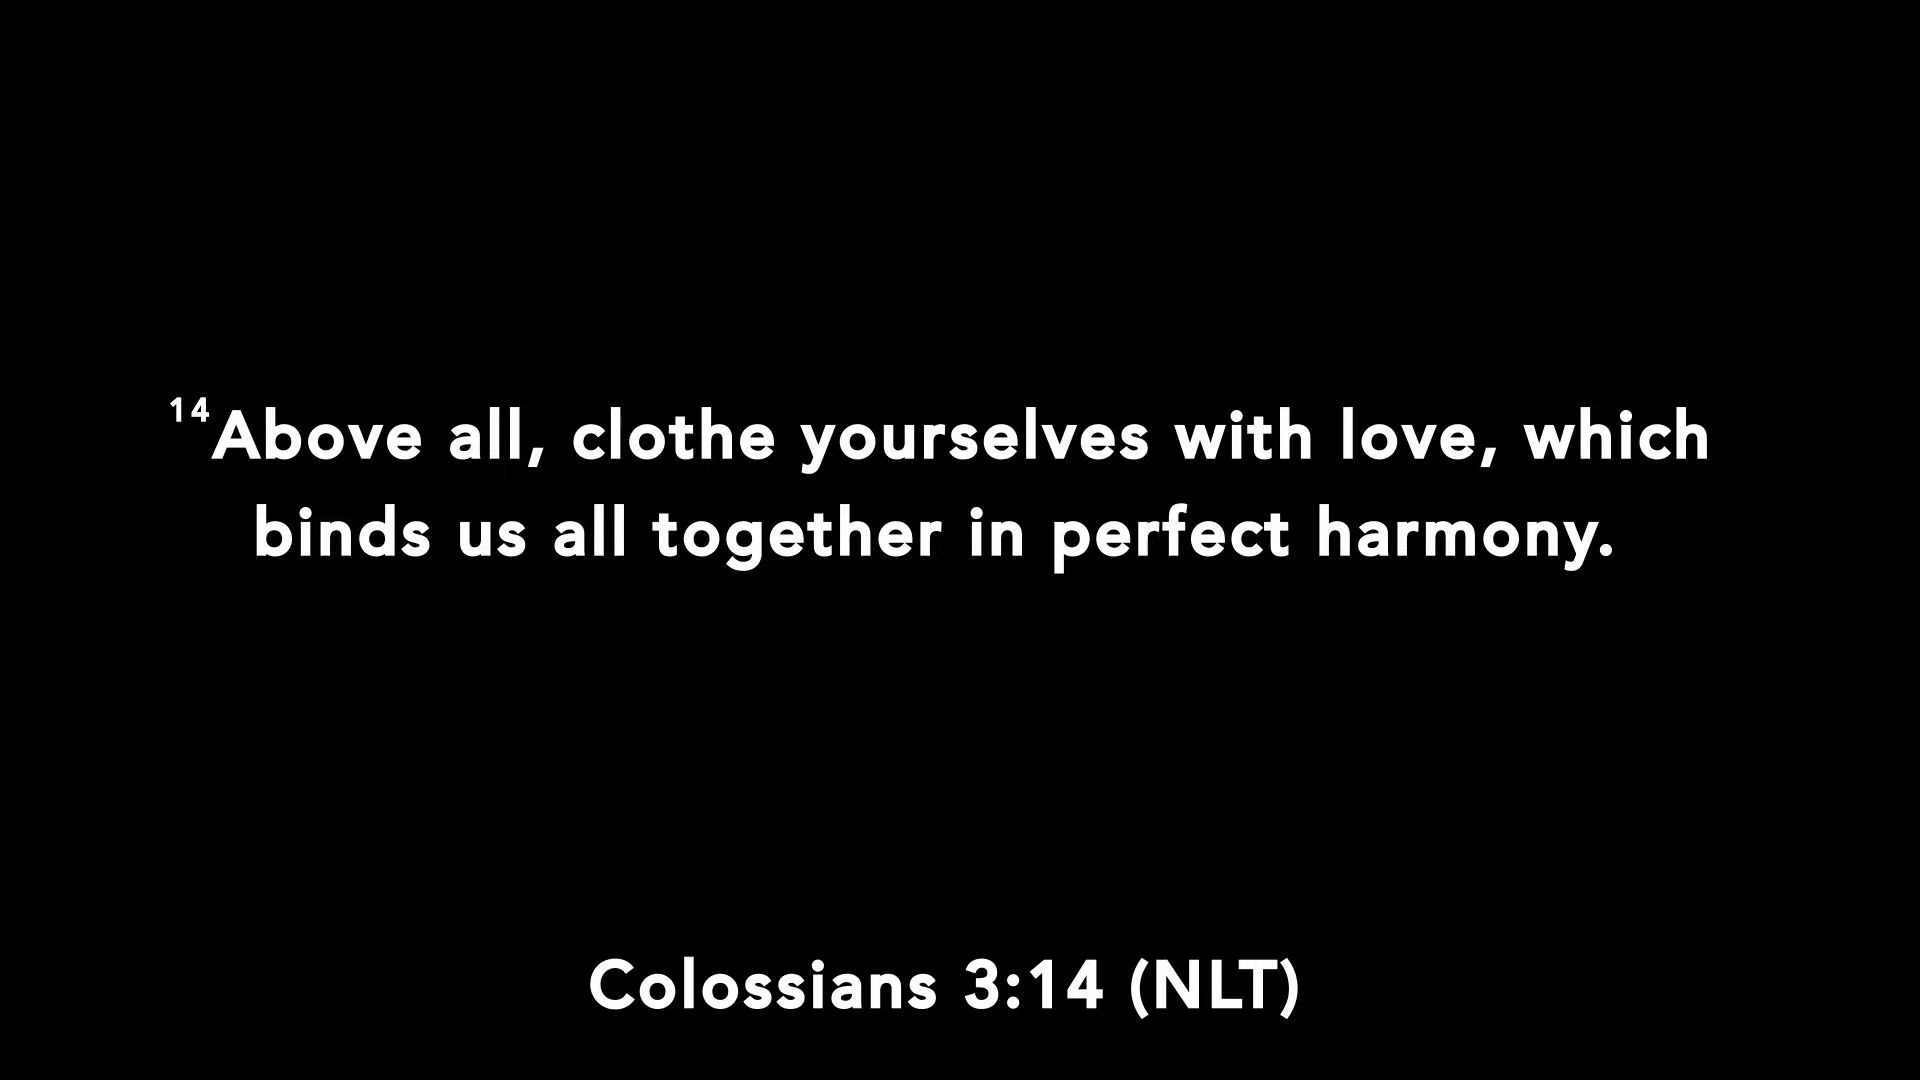 14Above all, clothe yourselves with love, which
binds us all together in perfect harmony.
Colossians 3:14 (NLT)